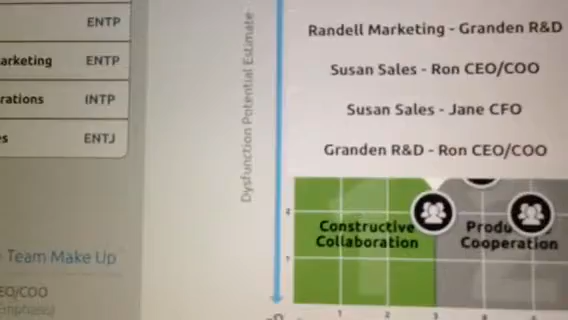 ENTP
arketing ENTP
rations INTP
s ENTJ
Team Make Up
EO/COO
Dysfunction Potential Estimate
Randell Marketing - Granden R&D
Susan Sales - Ron CEO/COO
Susan Sales - Jane CFO
Granden R&D - Ron CEO/COO
Constructive
Collaboration
Produ
Cooperation